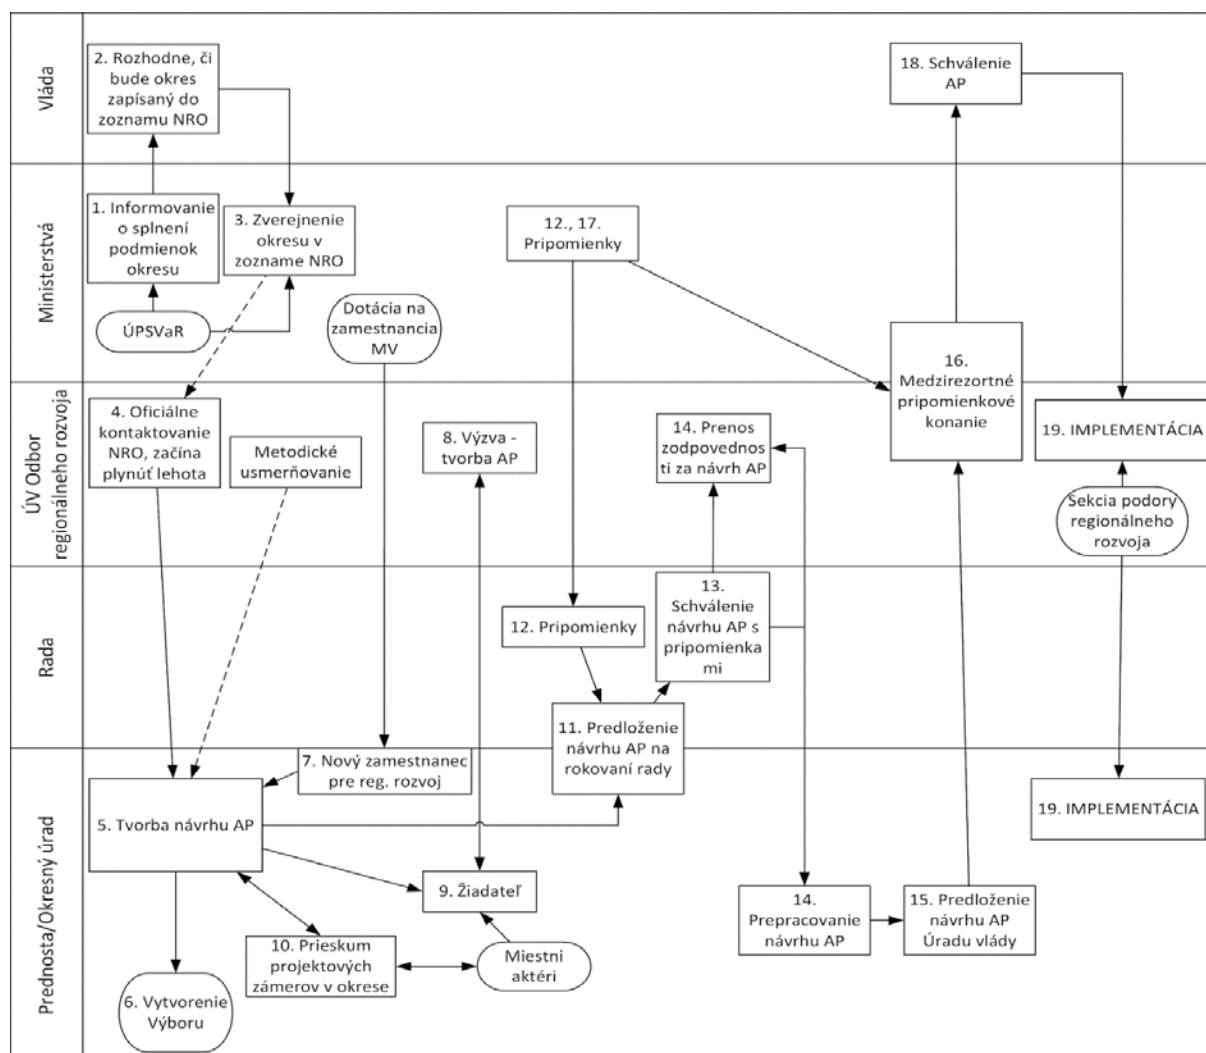 Vláda
2. Rozhodne, či
bude okres
zapísaný do
zoznamu NRO
18. Schválenie
AP
Ministerstvá
1. Informovanie
o splnení
podmienok
okresu
3. Zverejnenie
okresu v
zozname NRO
12., 17.
Pripomienky
ÚPSVaR
Dotácia na
zamestnancia
MV
16.
Medzirezortné
pripomienkové
konanie
ÚV Odbor
regionálneho rozvoja
4. Oficiálne
kontaktovanie
NRO, začína
plynúť lehota
Metodické
usmerňovanie
8. Výzva -
tvorba AP
14. Prenos
zodpovednos
ti za návrh AP
19. IMPLEMENTÁCIA
Sekcia podory
regionálneho
rozvoja
Rada
12. Pripomienky
13.
Schválenie
návrhu AP s
pripomienka
mi
11. Predloženie
návrhu AP na
rokovaní rady
Prednosta/Okresný úrad
7. Nový zamestnanec
pre reg. rozvoj
5. Tvorba návrhu AP
19. IMPLEMENTÁCIA
9. Žiadateľ
10. Prieskum
projektových
zámerov v okrese
Miestni
aktéri
14.
Prepracovanie
návrhu AP
15. Predloženie
návrhu AP
Úradu vlády
6. Vytvorenie
Výboru